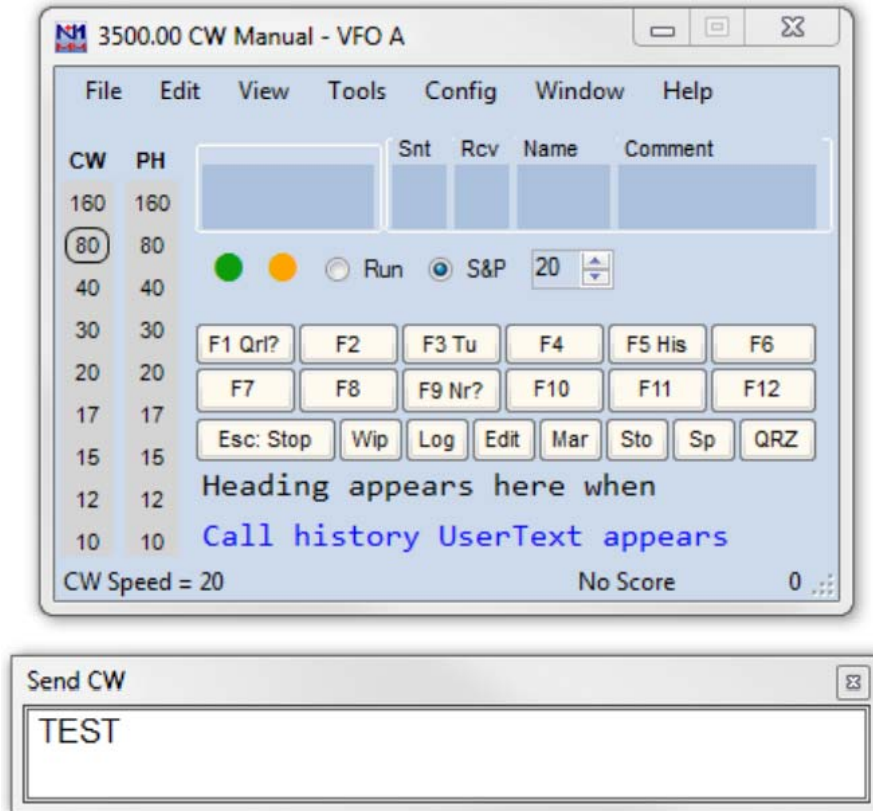 3500.00 CW Manual - VFO A
File Edit View Tools Config Window Help
CW PH
Snt Rcv Name Comment
160 160
80 80
Run S&P 20
40 40
30 30
F1 Qrl? F2 F3 Tu F4 F5 His F6
20 20
F7 F8 F9 Nr? F10 F11 F12
17 17
Esc: Stop Wip Log Edit Mar Sto Sp QRZ
15 15
Heading appears here when
12 12
Call history UserText appears
10 10
CW Speed = 20 No Score 0
Send CW
TEST